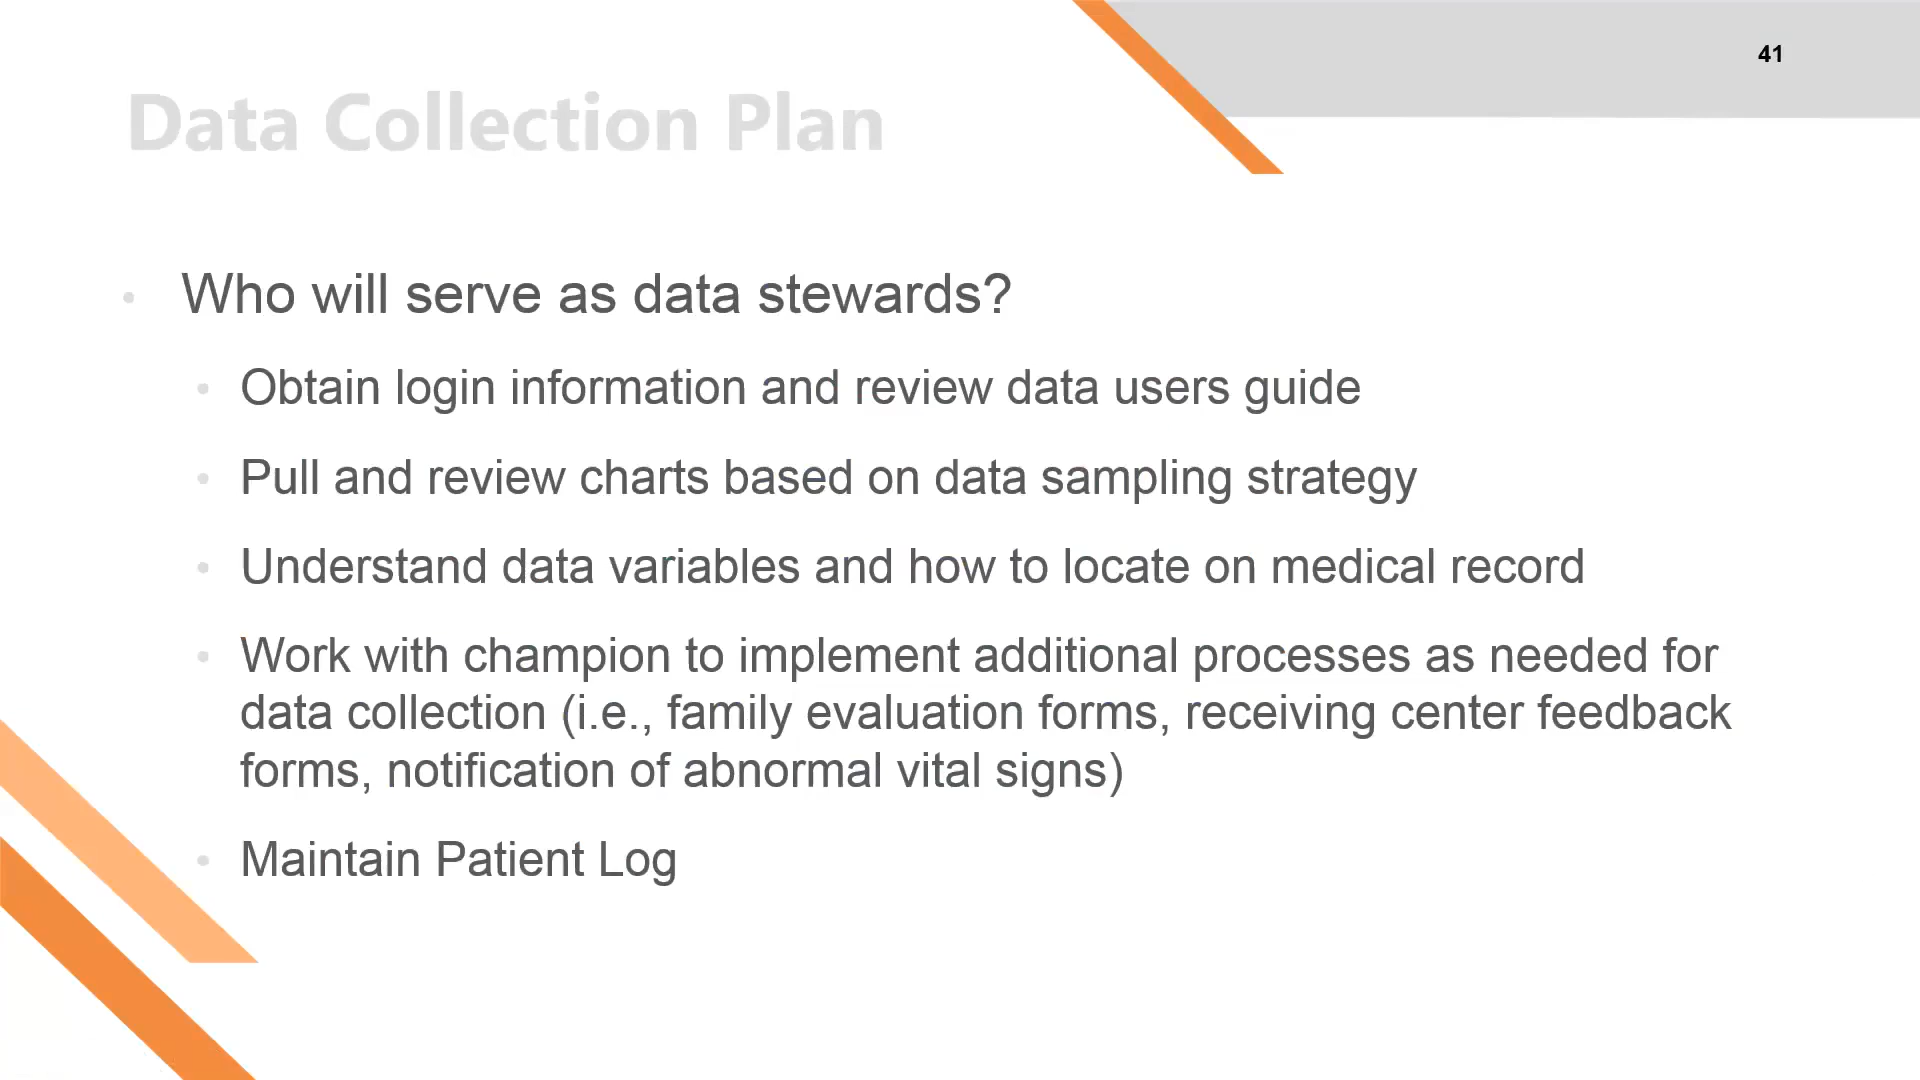 41
Data Collection Plan
• Who will serve as data stewards?
• Obtain login information and review data users guide
• Pull and review charts based on data sampling strategy
• Understand data variables and how to locate on medical record
• Work with champion to implement additional processes as needed for
data collection (i.e., family evaluation forms, receiving center feedback
forms, notification of abnormal vital signs)
• Maintain Patient Log